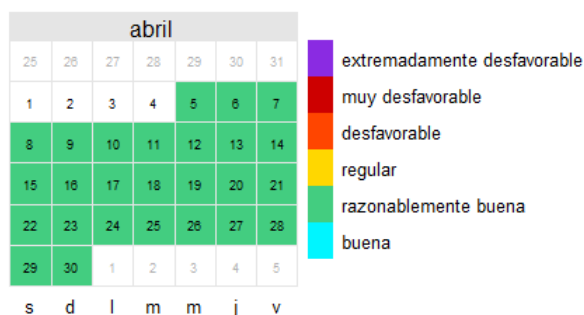 abril
25 26 27 28 29 30 31
1 2 3 4 5 6 7
8 9 10 11 12 13 14
15 16 17 18 19 20 21
22 23 24 25 26 27 28
29 30 1 2 3 4 5
s d l m m j v
extremadamente desfavorable
muy desfavorable
desfavorable
regular
razonablemente buena
buena